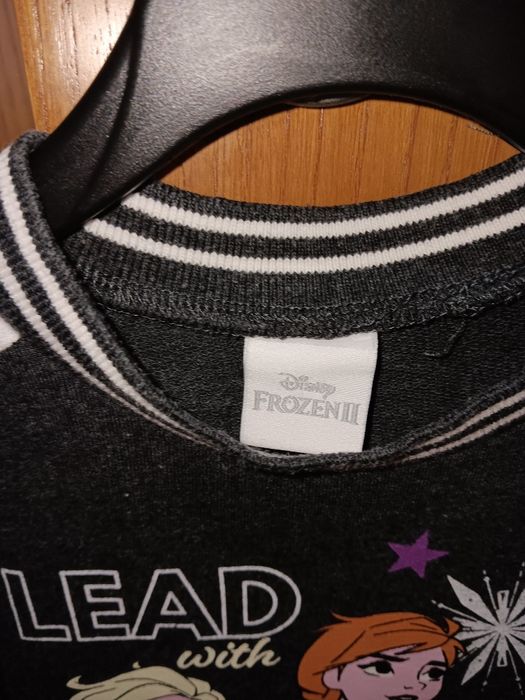 Disney
FROZEN II
LEAD
with